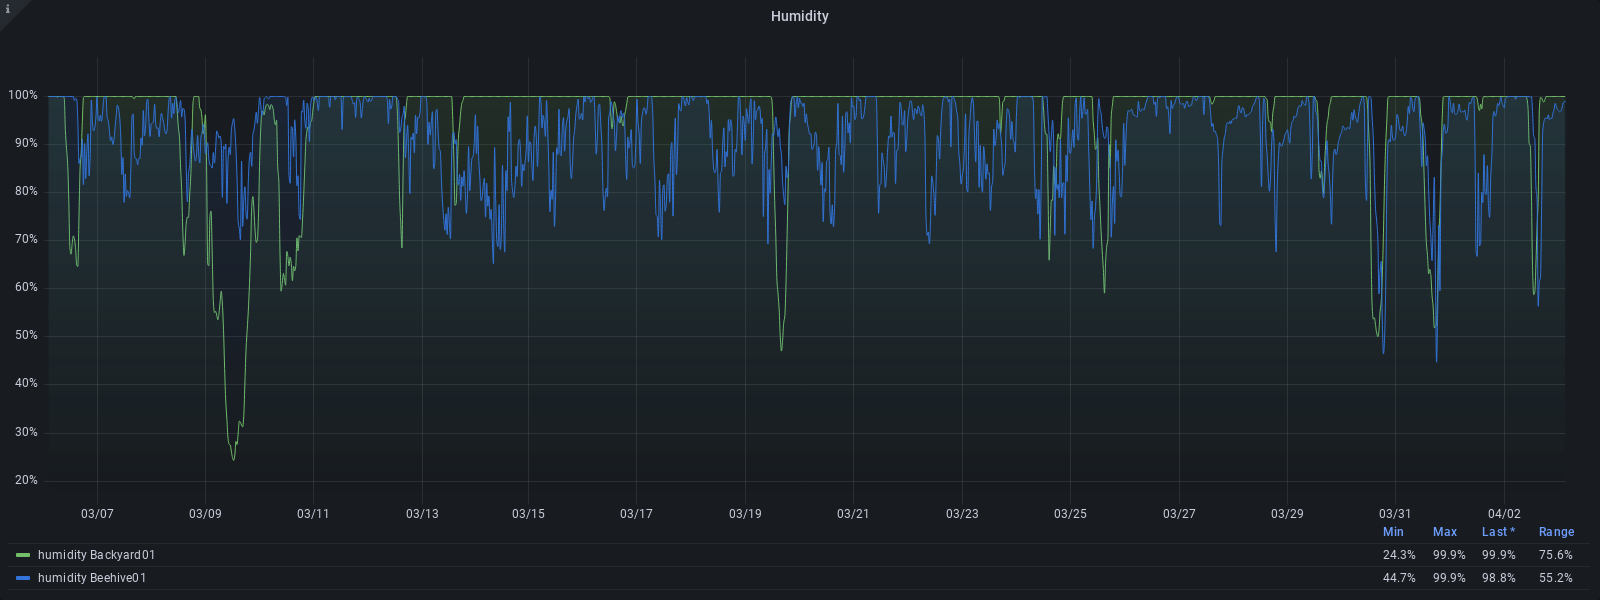 i
Humidity
100%
90%
80%
70%
60%
50%
40%
30%
20%
03/07 03/09 03/11 03/13 03/15 03/17 03/19 03/21 03/23 03/25 03/27 03/29 03/31 04/02
Min Max Last * Range
humidity Backyard01 24.3% 99.9% 99.9% 75.6%
humidity Beehive01 44.7% 99.9% 98.8% 55.2%